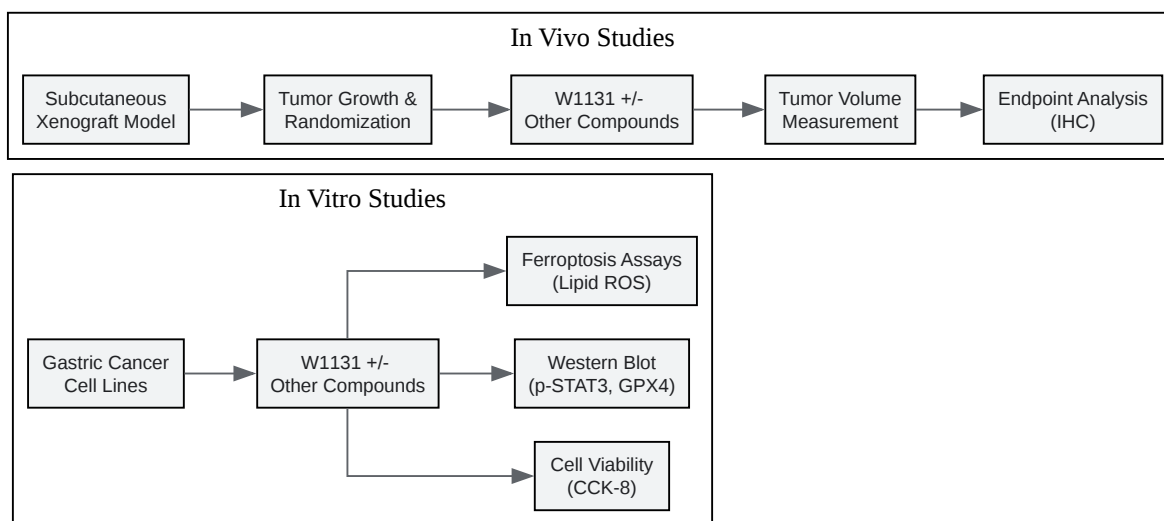 In Vivo Studies
Subcutaneous
Xenograft Model
Tumor Growth &
Randomization
W1131 +/-
Other Compounds
Tumor Volume
Measurement
Endpoint Analysis
(IHC)
In Vitro Studies
Gastric Cancer
Cell Lines
W1131 +/-
Other Compounds
Ferroptosis Assays
(Lipid ROS)
Western Blot
(p-STAT3, GPX4)
Cell Viability
(CCK-8)